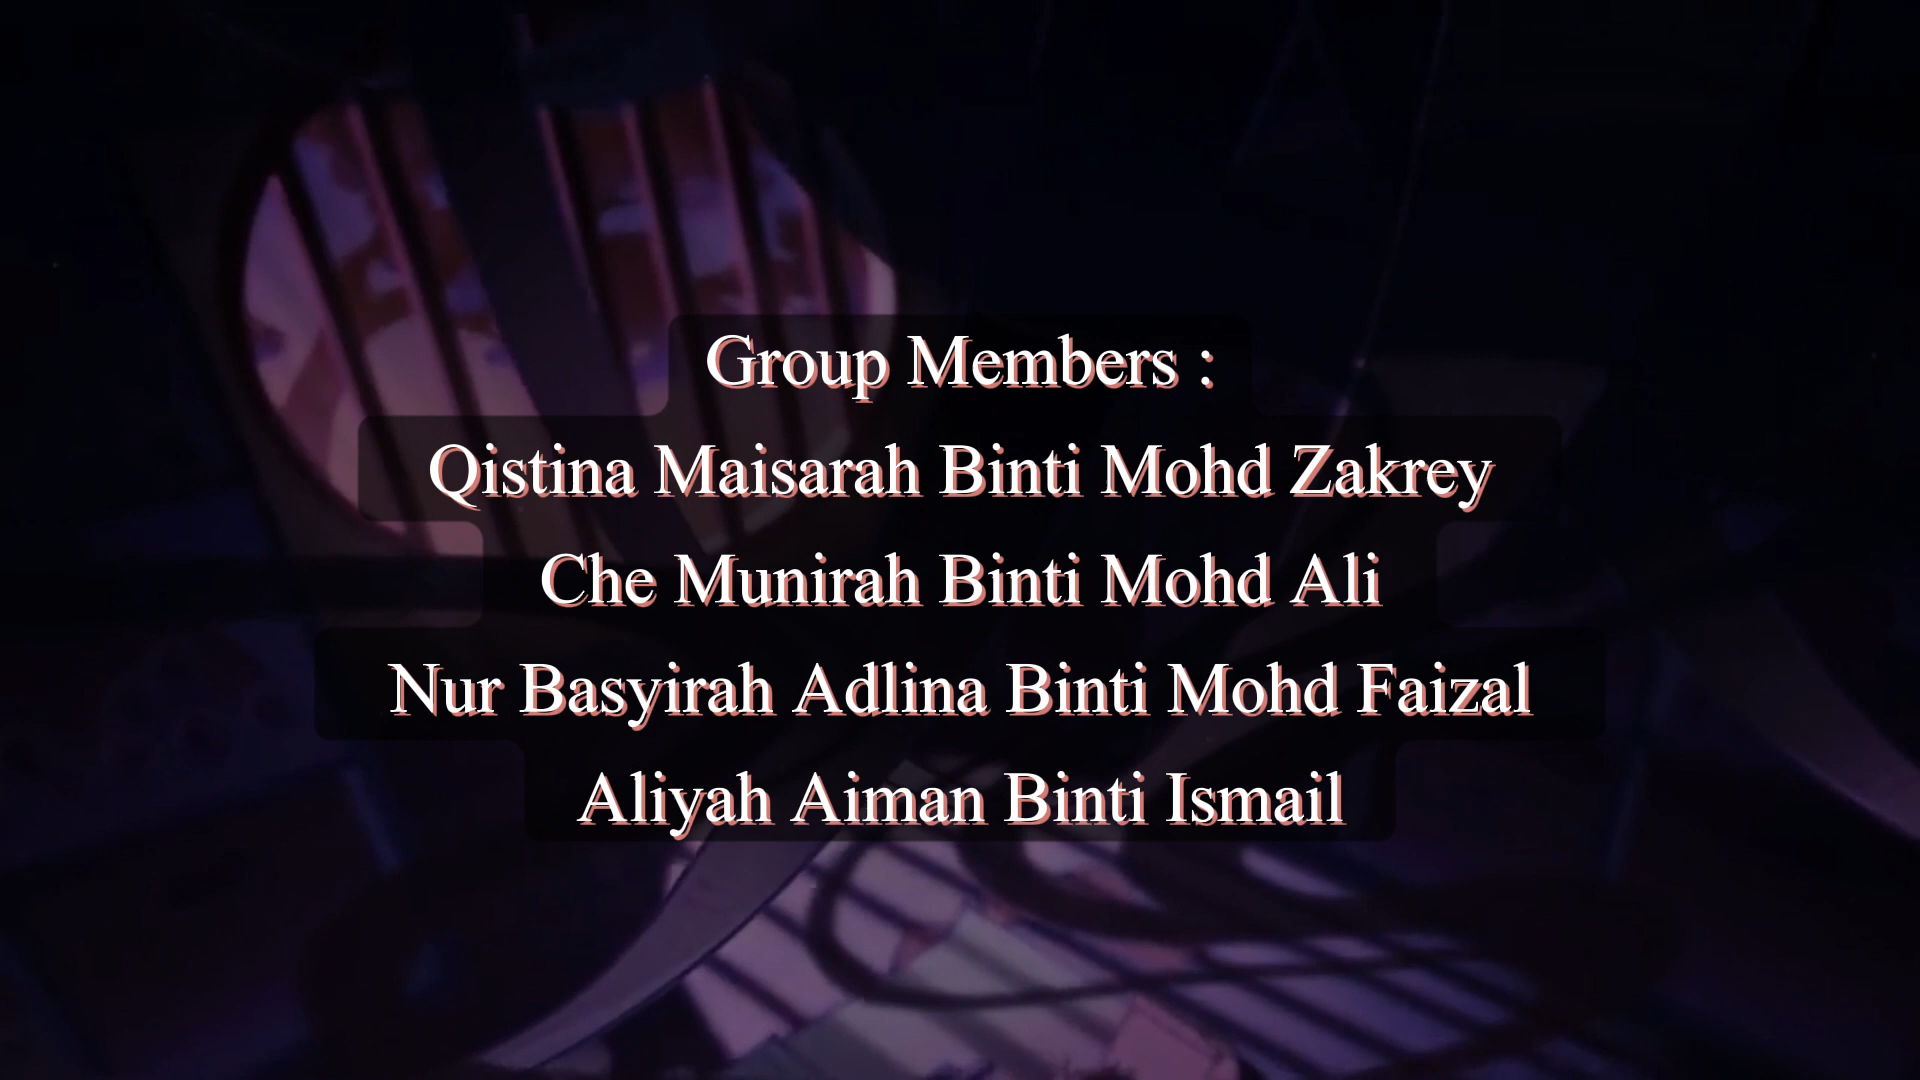 Group Members :
Qistina Maisarah Binti Mohd Zakrey
Che Munirah Binti Mohd Ali
Nur Basyirah Adlina Binti Mohd Faizal
Aliyah Aiman Binti Ismail